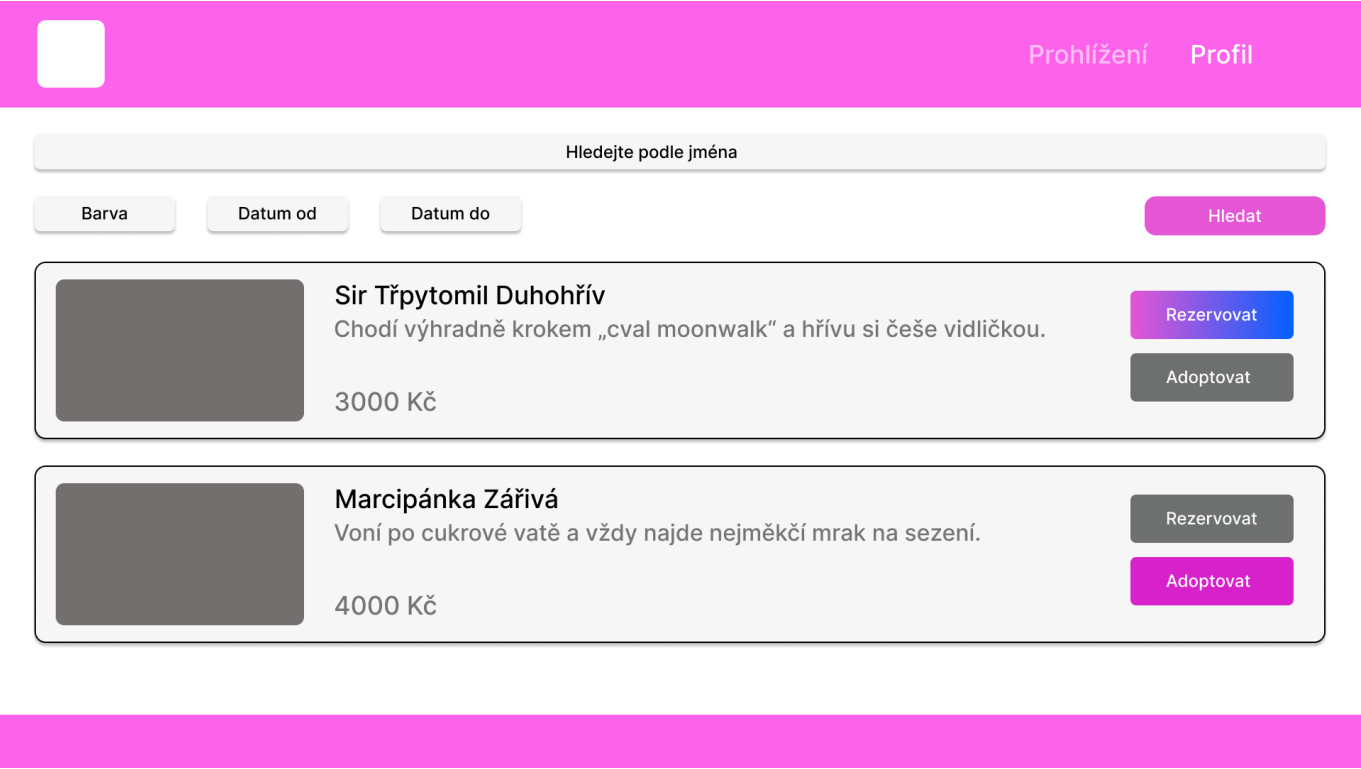 Prohlížení Profil
Hledejte podle jména
Barva Datum od Datum do Hledat
Sir Třpytomil Duhohřív
Chodí výhradně krokem „cval moonwalk“ a hřívu si češe vidličkou.
3000 Kč
Rezervovat
Adoptovat
Marcipánka Zářivá
Voní po cukrové vatě a vždy najde nejměkčí mrak na sezení.
4000 Kč
Rezervovat
Adoptovat